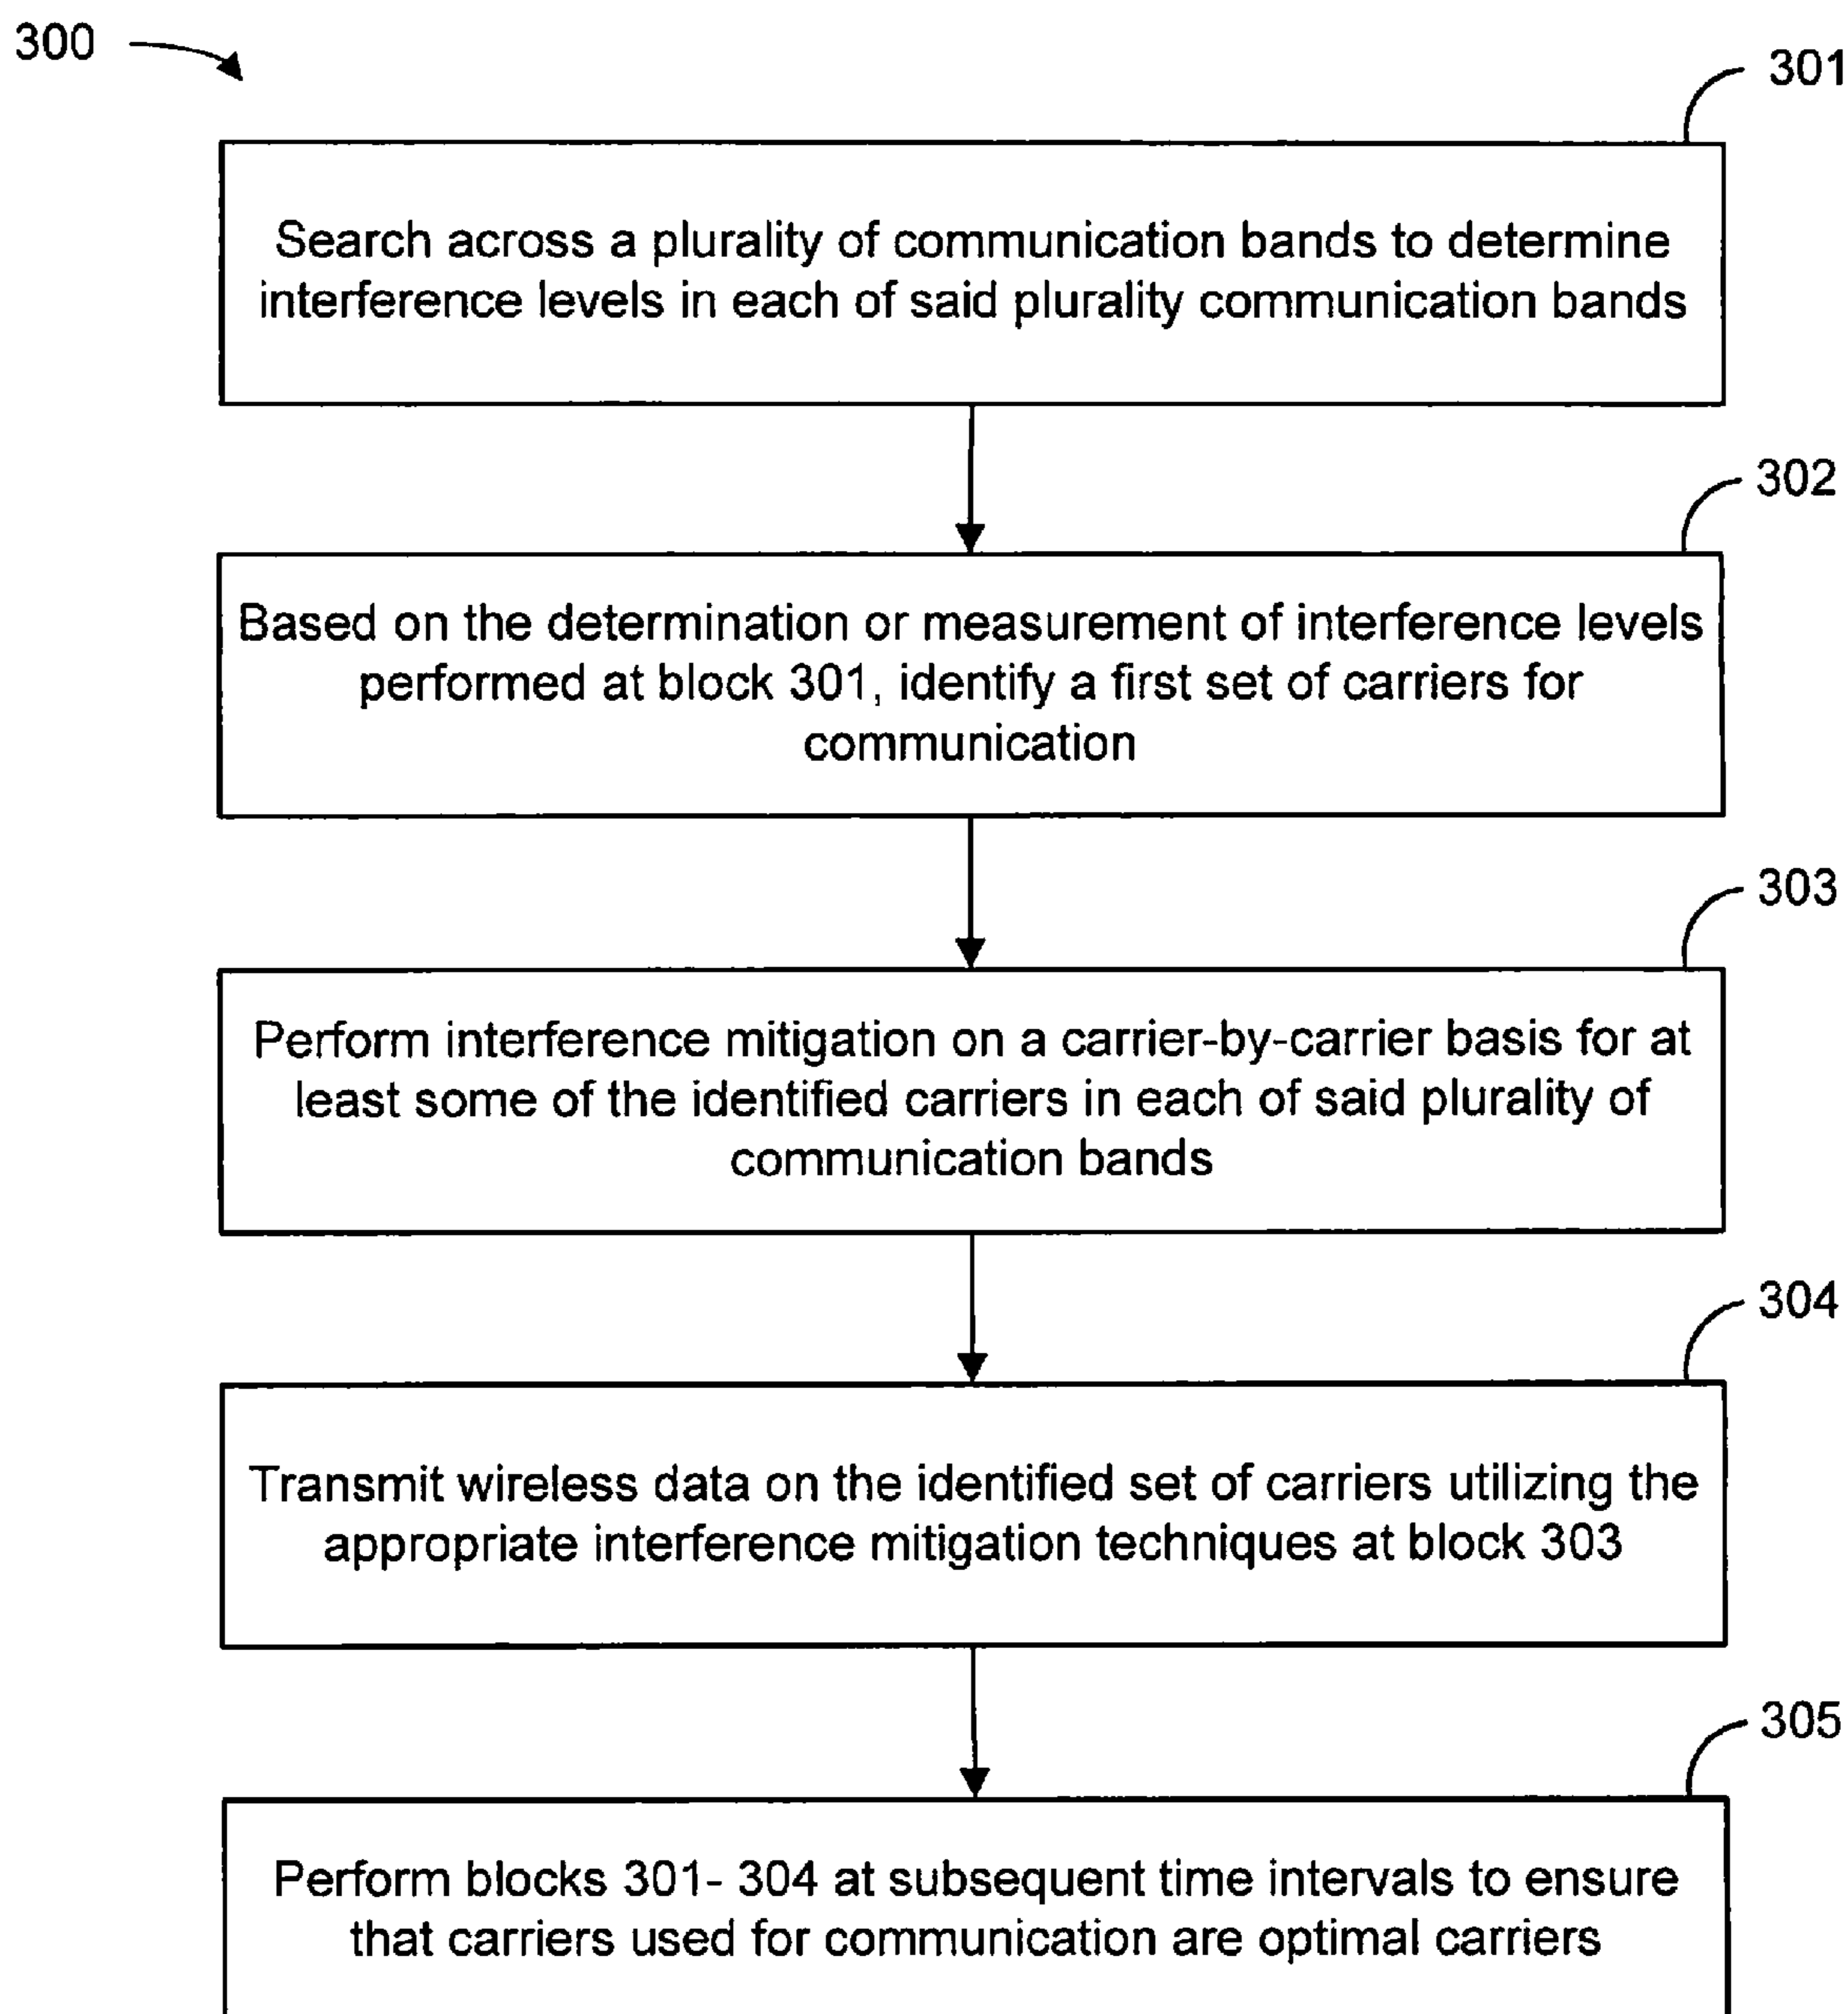 300
301
Search across a plurality of communication bands to determine
interference levels in each of said plurality communication bands
302
Based on the determination or measurement of interference levels
performed at block 301, identify a first set of carriers for
communication
303
Perform interference mitigation on a carrier-by-carrier basis for at
least some of the identified carriers in each of said plurality of
communication bands
304
Transmit wireless data on the identified set of carriers utilizing the
appropriate interference mitigation techniques at block 303
305
Perform blocks 301- 304 at subsequent time intervals to ensure
that carriers used for communication are optimal carriers